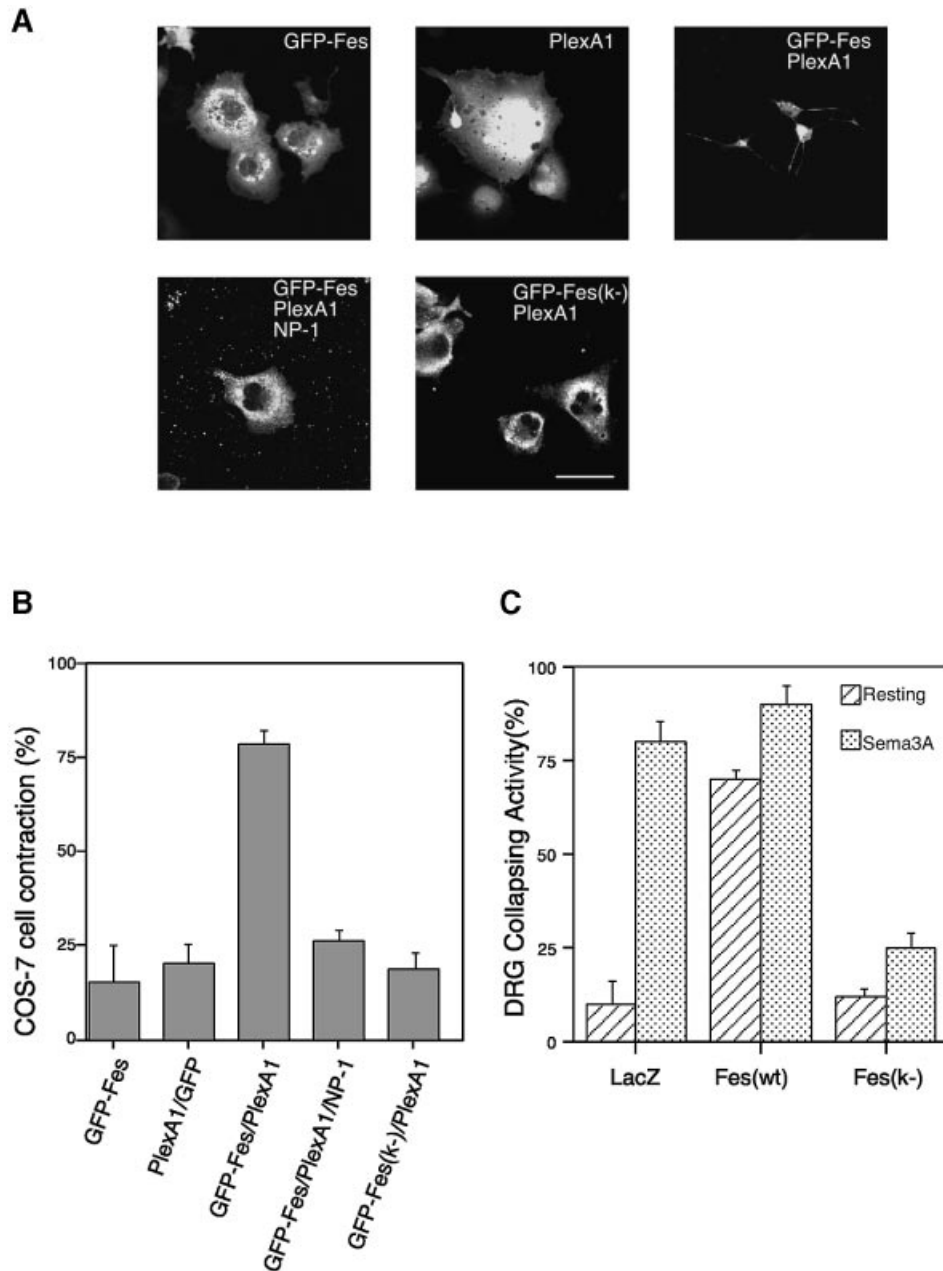 A
GFP-Fes
PlexA1
GFP-Fes
PlexA1
GFP-Fes
PlexA1
NP-1
GFP-Fes(k-)
PlexA1
B
COS-7 cell contraction (%)
100
75
50
25
0
GFP-Fes
PlexA1/GFP
GFP-Fes/PlexA1
GFP-Fes/PlexA1/NP-1
GFP-Fes(k-)/PlexA1
C
DRG Collapsing Activity(%)
100
75
50
25
0
Resting
Sema3A
LacZ
Fes(wt)
Fes(k-)